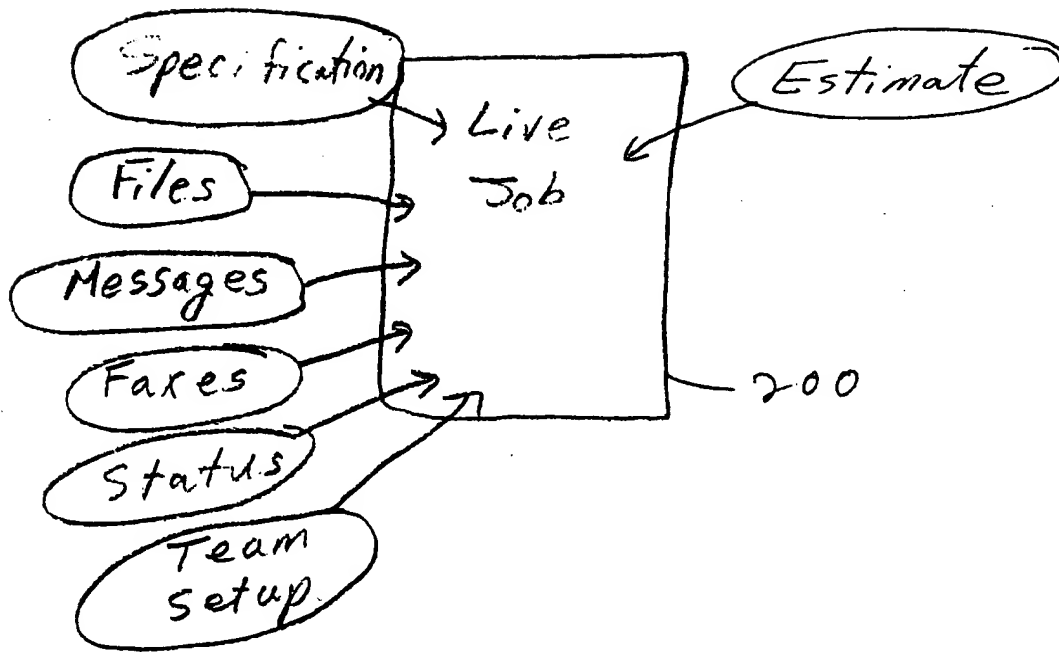 Specification
Estimate
Live
Job
Files
Messages
Faxes
200
Status
Team
setup